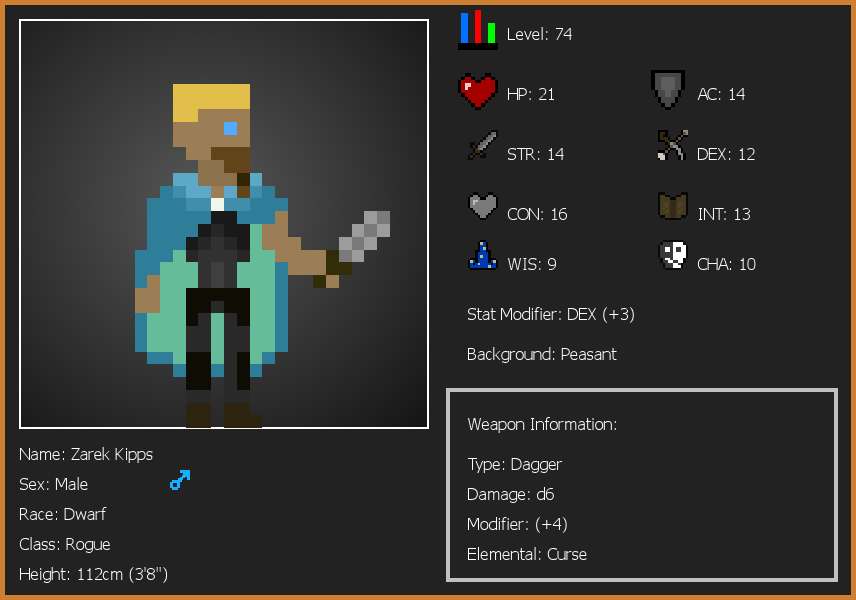 Level: 74
HP: 21
AC: 14
STR: 14
DEX: 12
CON: 16
INT: 13
WIS: 9
CHA: 10
Stat Modifier: DEX (+3)
Background: Peasant
Weapon Information:
Type: Dagger
Damage: d6
Modifier: (+4)
Elemental: Curse
Name: Zarek Kipps
Sex: Male
Race: Dwarf
Class: Rogue
Height: 112cm (3'8")